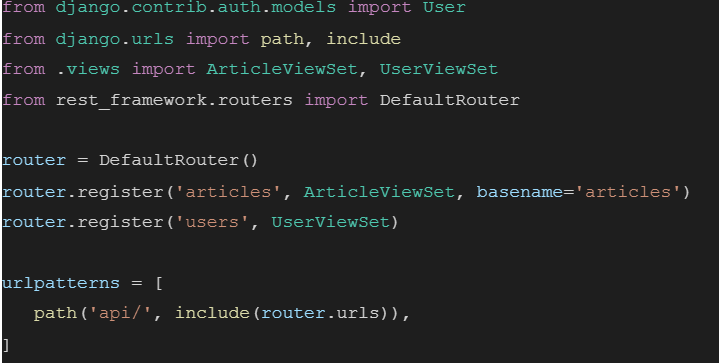 from django.contrib.auth.models import User
from django.urls import path, include
from .views import ArticleViewSet, UserViewSet
from rest_framework.routers import DefaultRouter
router = DefaultRouter()
router.register('articles', ArticleViewSet, basename='articles')
router.register('users', UserViewSet)
urlpatterns = [
   path('api/', include(router.urls)),
]